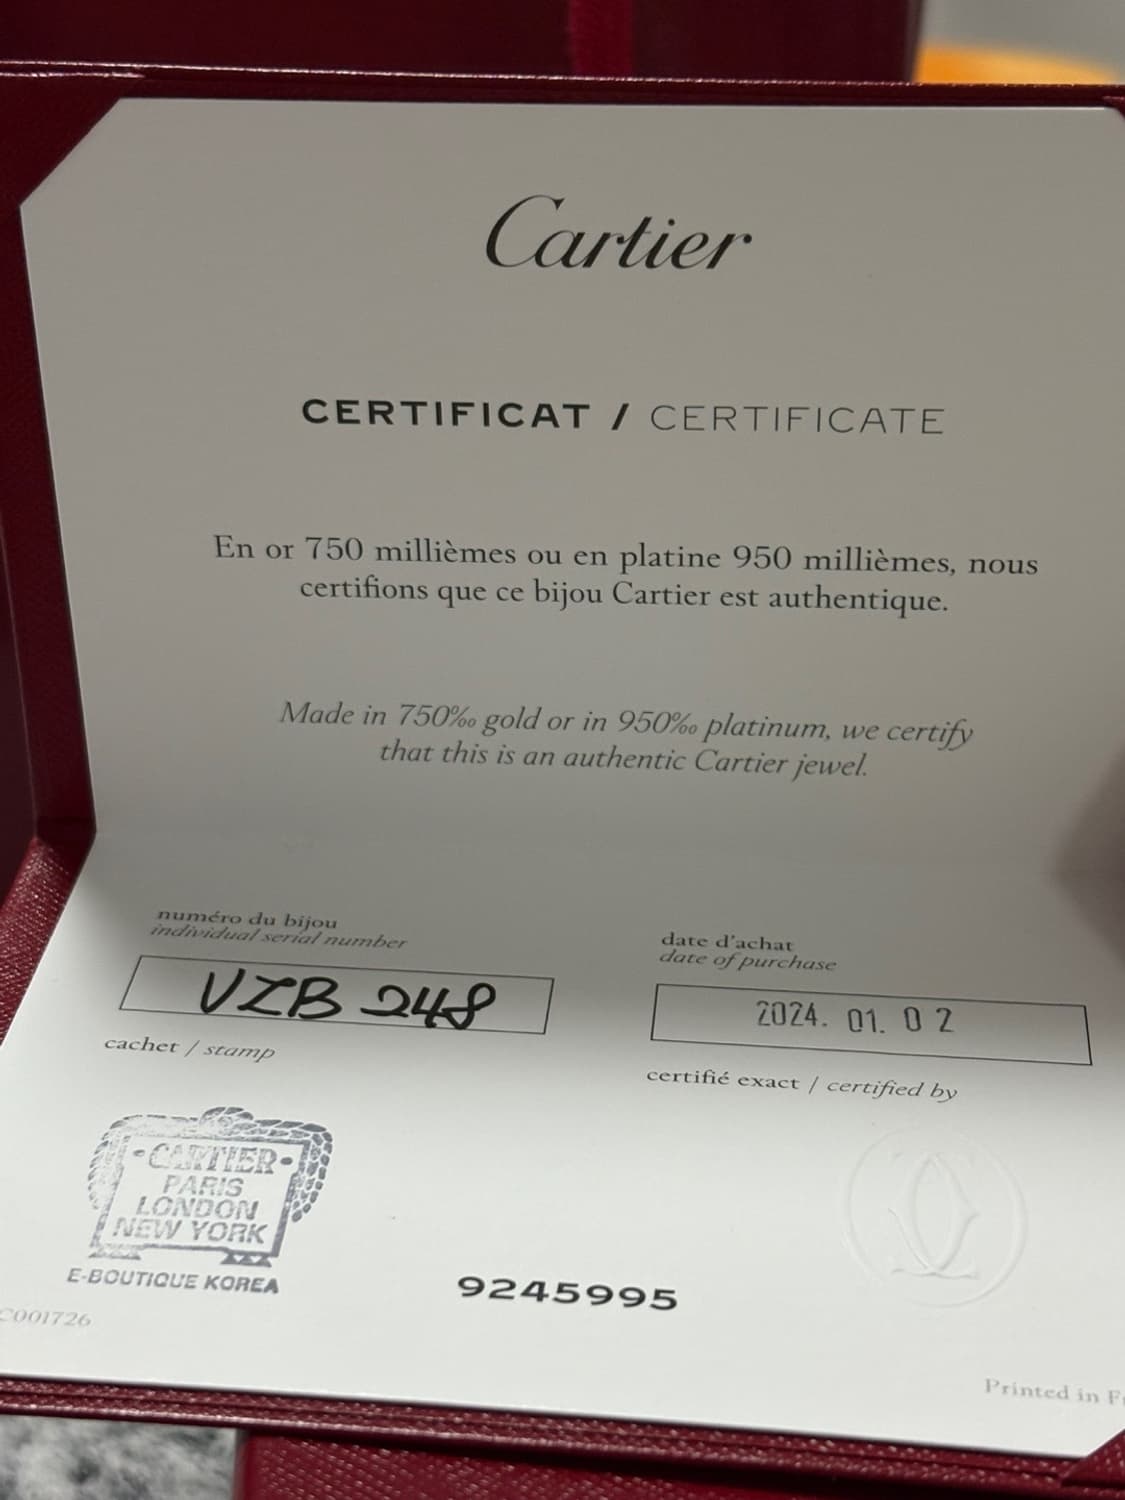 Cartier
CERTIFICAT / CERTIFICATE
En or 750 millièmes ou en platine 950 millièmes, nous
certifions que ce bijou Cartier est authentique.
Made in 750‰ gold or in 950‰ platinum, we certify
that this is an authentic Cartier jewel.
numéro du bijou
individual serial number
VZB 248
date d'achat
date of purchase
2024. 01. 02
cachet / stamp
certifié exact / certified by
CARTIER
PARIS
LONDON
NEW YORK
E-BOUTIQUE KOREA
9245995
C001726
Printed in